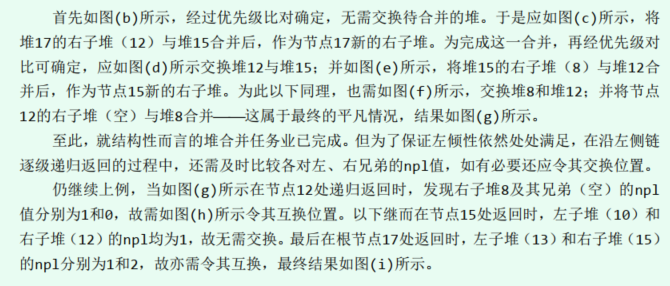 首先如图(b)所示，经过优先级比对确定，无需交换待合并的堆。于是应如图(c)所示，将
堆17的右子堆（12）与堆15合并后，作为节点17新的右子堆。为完成这一合并，再经优先级对
比可确定，应如图(d)所示交换堆12与堆15；并如图(e)所示，将堆15的右子堆（8）与堆12合
并后，作为节点15新的右子堆。为此以下同理，也需如图(f)所示，交换堆8和堆12；并将节点
12的右子堆（空）与堆8合并——这属于最终的平凡情况，结果如图(g)所示。
至此，就结构性而言的堆合并任务业已完成。但为了保证左倾性依然处处满足，在沿左侧链
逐级递归返回的过程中，还需及时比较各对左、右兄弟的npl值，如有必要还应令其交换位置。
仍继续上例，当如图(g)所示在节点12处递归返回时，发现右子堆8及其兄弟（空）的npl
值分别为1和0，故需如图(h)所示令其互换位置。以下继而在节点15处返回时，左子堆（10）和
右子堆（12）的npl均为1，故无需交换。最后在根节点17处返回时，左子堆（13）和右子堆（15）
的npl分别为1和2，故亦需令其互换，最终结果如图(i)所示。